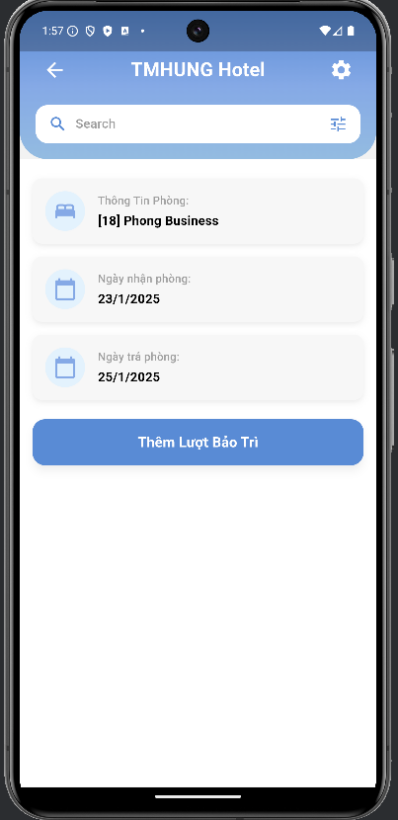 1:57
TMHUNG Hotel
Search
Thông Tin Phòng:
[18] Phong Business
Ngày nhận phòng:
23/1/2025
Ngày trả phòng:
25/1/2025
Thêm Lượt Bảo Trì